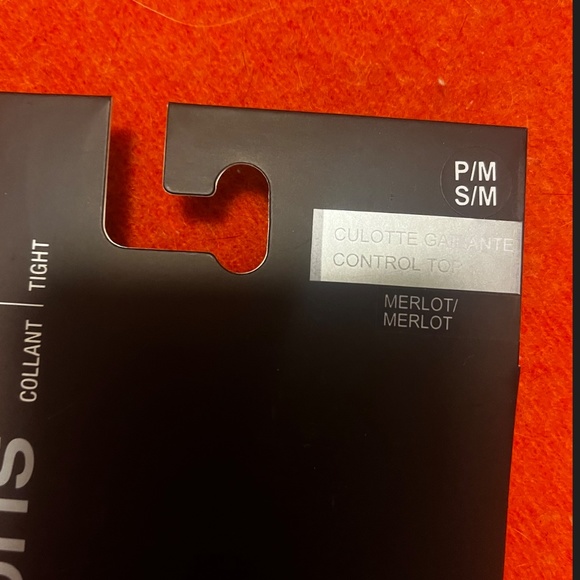 P/M
S/M
CULOTTE GAINANTE
CONTROL TOP
MERLOT/
MERLOT
COLLANT | TIGHT